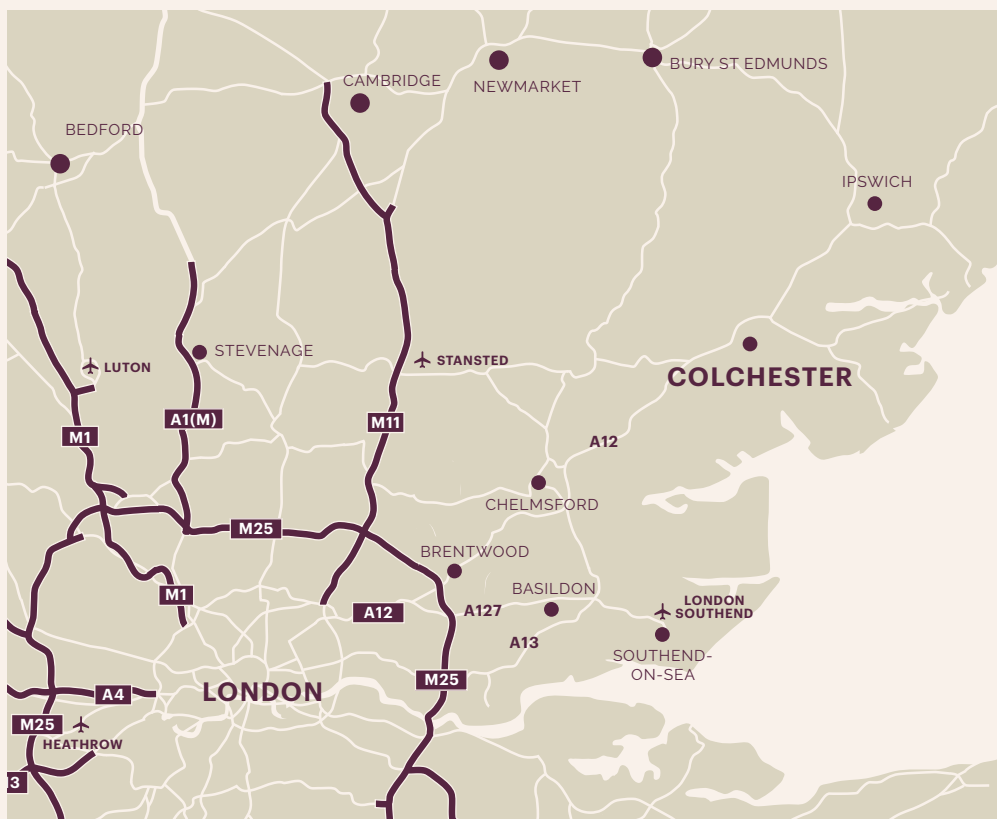 CAMBRIDGE
NEWMARKET
BURY ST EDMUNDS
BEDFORD
IPSWICH
STEVENAGE
STANSTED
LUTON
COLCHESTER
A1(M)
M11
M1
A12
CHELMSFORD
M25
BRENTWOOD
BASILDON
M1
A12
A127
LONDON
SOUTHEND
A13
SOUTHEND-
ON-SEA
M25
A4
LONDON
M25
HEATHROW